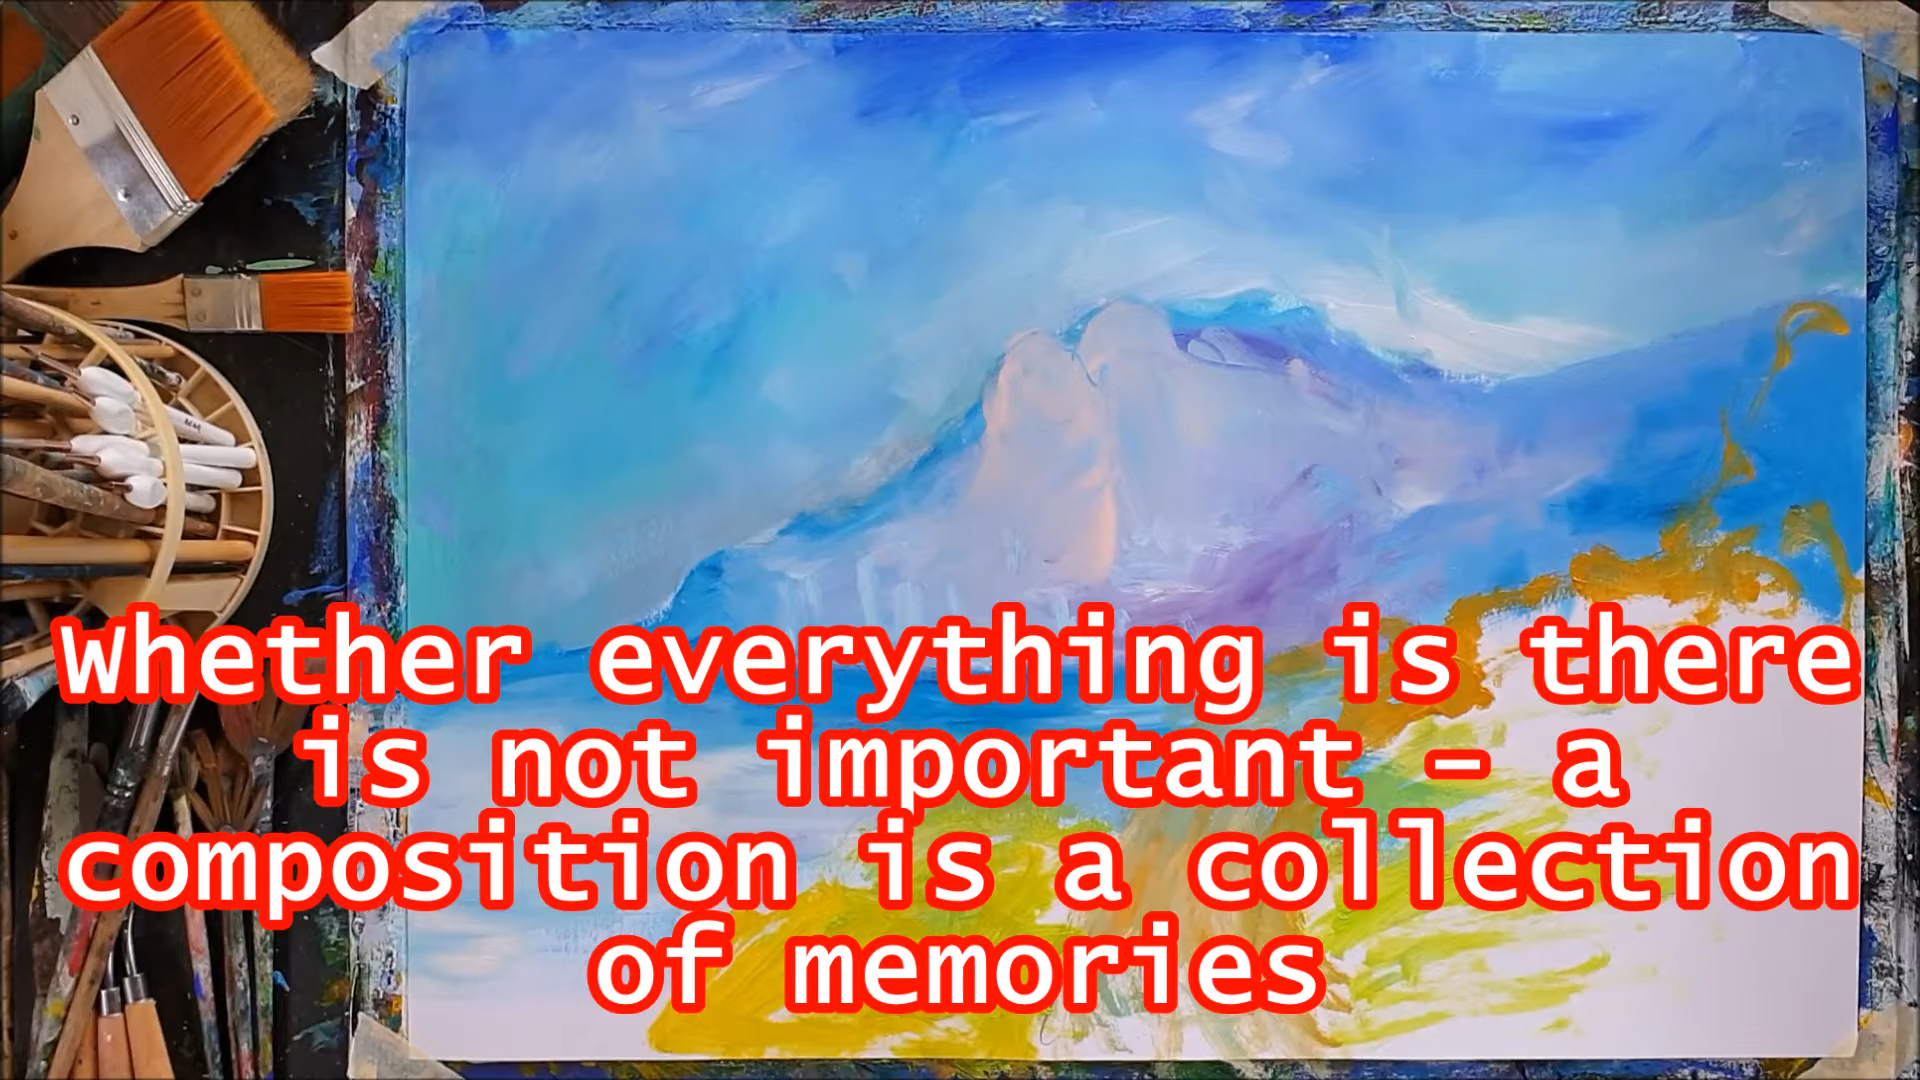 Whether everything is there
is not important – a
composition is a collection
of memories